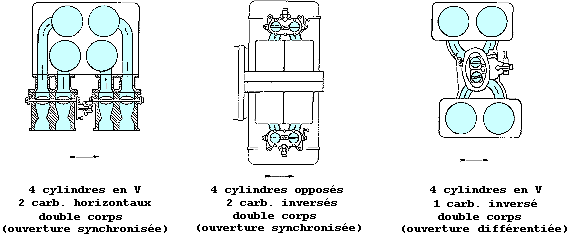 4 cylindres en V
2 carb. horizontaux
double corps
(ouverture synchronisée)
4 cylindres opposés
2 carb. inversés
double corps
(ouverture synchronisée)
4 cylindres en V
1 carb. inversé
double corps
(ouverture différentiée)